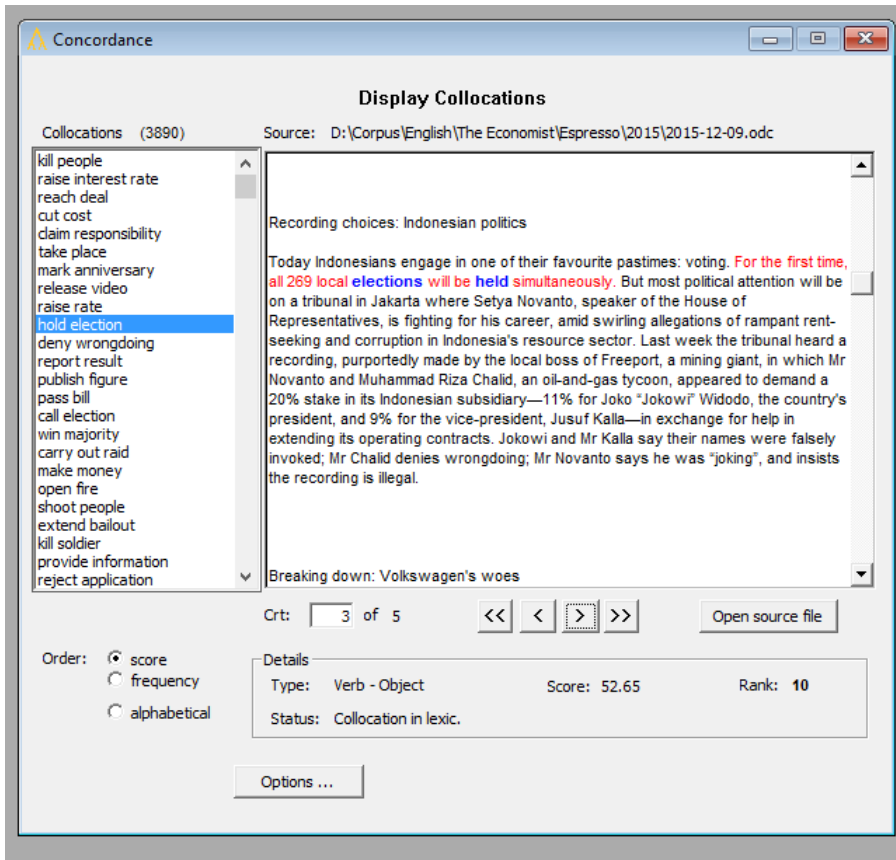 Concordance
Display Collocations
Collocations (3890)
Source: D:\Corpus\English\The Economist\Espresso\2015\2015-12-09.odc
kill people
raise interest rate
reach deal
cut cost
claim responsibility
take place
mark anniversary
release video
raise rate
hold election
deny wrongdoing
report result
publish figure
pass bill
call election
win majority
carry out raid
make money
open fire
shoot people
extend bailout
kill soldier
provide information
reject application
Recording choices: Indonesian politics
Today Indonesians engage in one of their favourite pastimes: voting. For the first time,
all 269 local elections will be held simultaneously. But most political attention will be
on a tribunal in Jakarta where Setya Novanto, speaker of the House of
Representatives, is fighting for his career, amid swirling allegations of rampant rent-
seeking and corruption in Indonesia's resource sector. Last week the tribunal heard a
recording, purportedly made by the local boss of Freeport, a mining giant, in which Mr
Novanto and Muhammad Riza Chalid, an oil-and-gas tycoon, appeared to demand a
20% stake in its Indonesian subsidiary—11% for Joko “Jokowi” Widodo, the country's
president, and 9% for the vice-president, Jusuf Kalla—in exchange for help in
extending its operating contracts. Jokowi and Mr Kalla say their names were falsely
invoked; Mr Chalid denies wrongdoing; Mr Novanto says he was “joking”, and insists
the recording is illegal.
Breaking down: Volkswagen's woes
Crt: 3 of 5 << < > >> Open source file
Order: score
frequency
alphabetical
Details
Type: Verb - Object Score: 52.65 Rank: 10
Status: Collocation in lexic.
Options ...